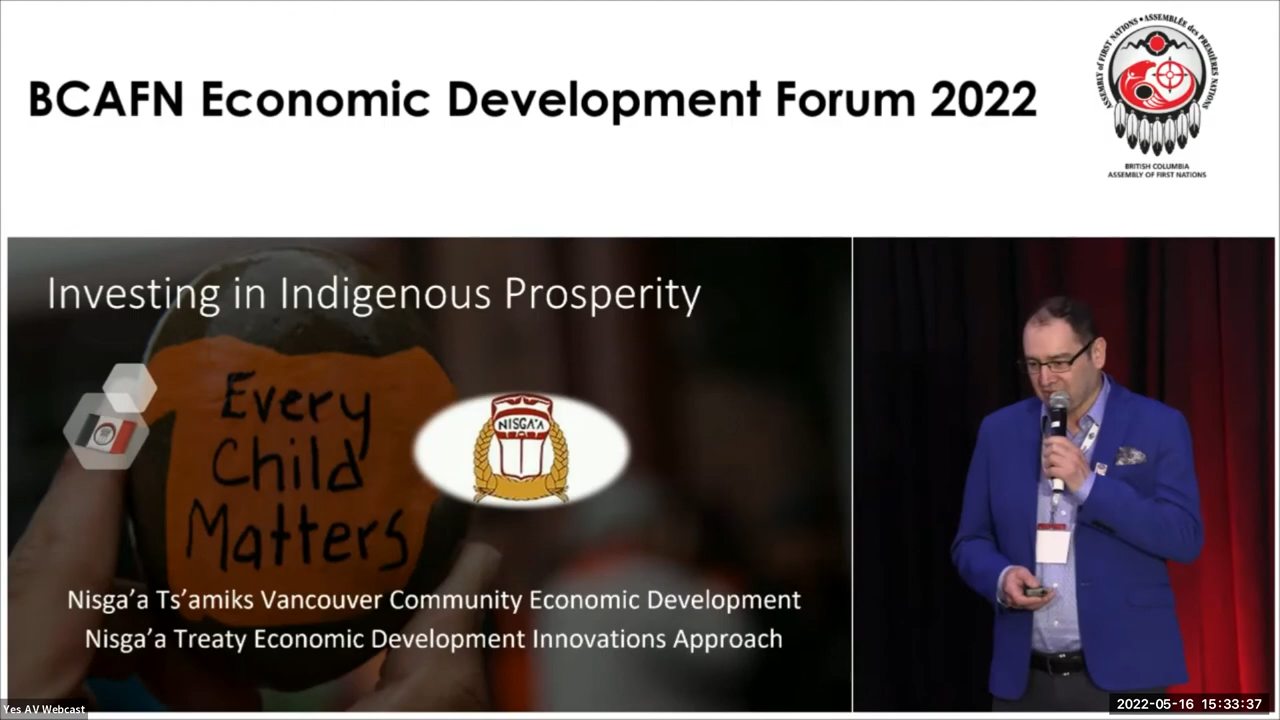 BCAFN Economic Development Forum 2022
ASSEMBLY of FIRST NATIONS • ASSEMBLÉE des PREMIÈRES NATIONS
BRITISH COLUMBIA
ASSEMBLY OF FIRST NATIONS
Investing in Indigenous Prosperity
Every
Child
Matters
NISGA'A
Nisga’a Ts’amiks Vancouver Community Economic Development
Nisga’a Treaty Economic Development Innovations Approach
Yes AV Webcast
2022-05-16 15:33:37